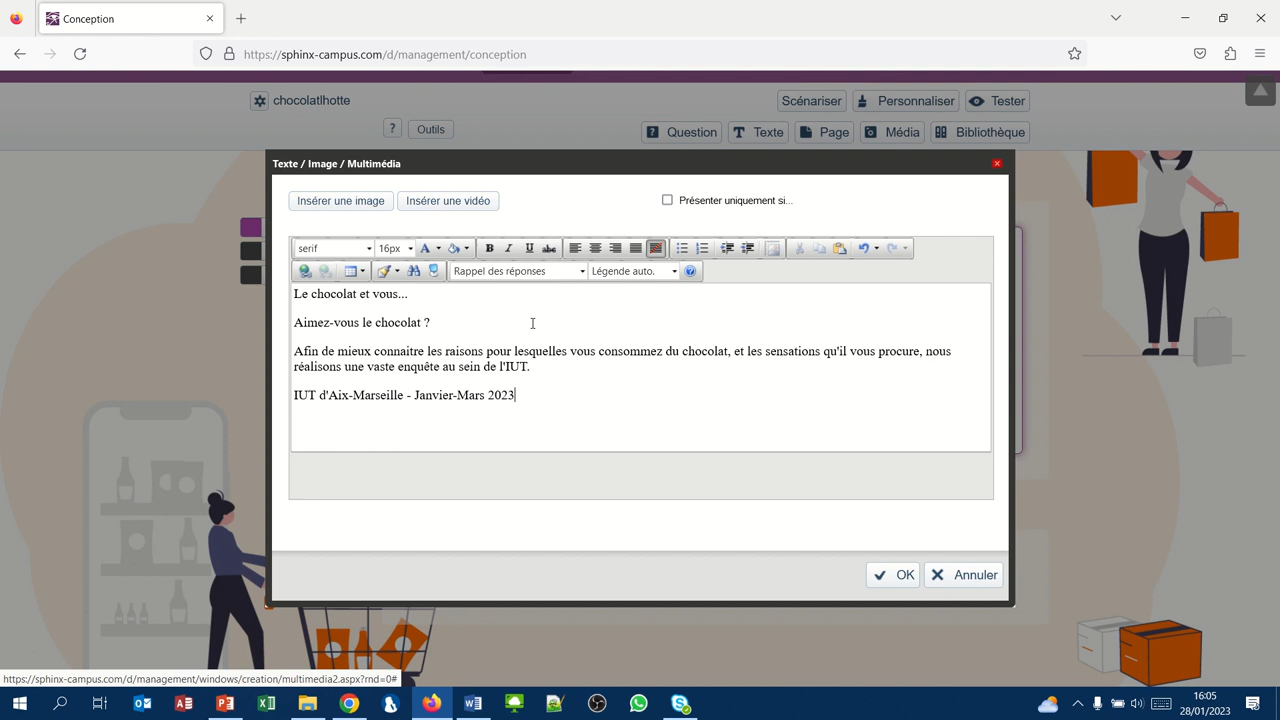 Conception
https://sphinx-campus.com/d/management/conception
chocolatlhotte
Scénariser
Personnaliser
Tester
?
Outils
Question
Texte
Page
Média
Bibliothèque
Texte / Image / Multimédia
Insérer une image
Insérer une vidéo
Présenter uniquement si...
serif
16px
Rappel des réponses
Légende auto.
Le chocolat et vous...
Aimez-vous le chocolat ?
Afin de mieux connaitre les raisons pour lesquelles vous consommez du chocolat, et les sensations qu'il vous procure, nous
réalisons une vaste enquête au sein de l'IUT.
IUT d'Aix-Marseille - Janvier-Mars 2023
OK
Annuler
https://sphinx-campus.com/d/management/windows/creation/multimedia2.aspx?rnd=0#
16:05
28/01/2023